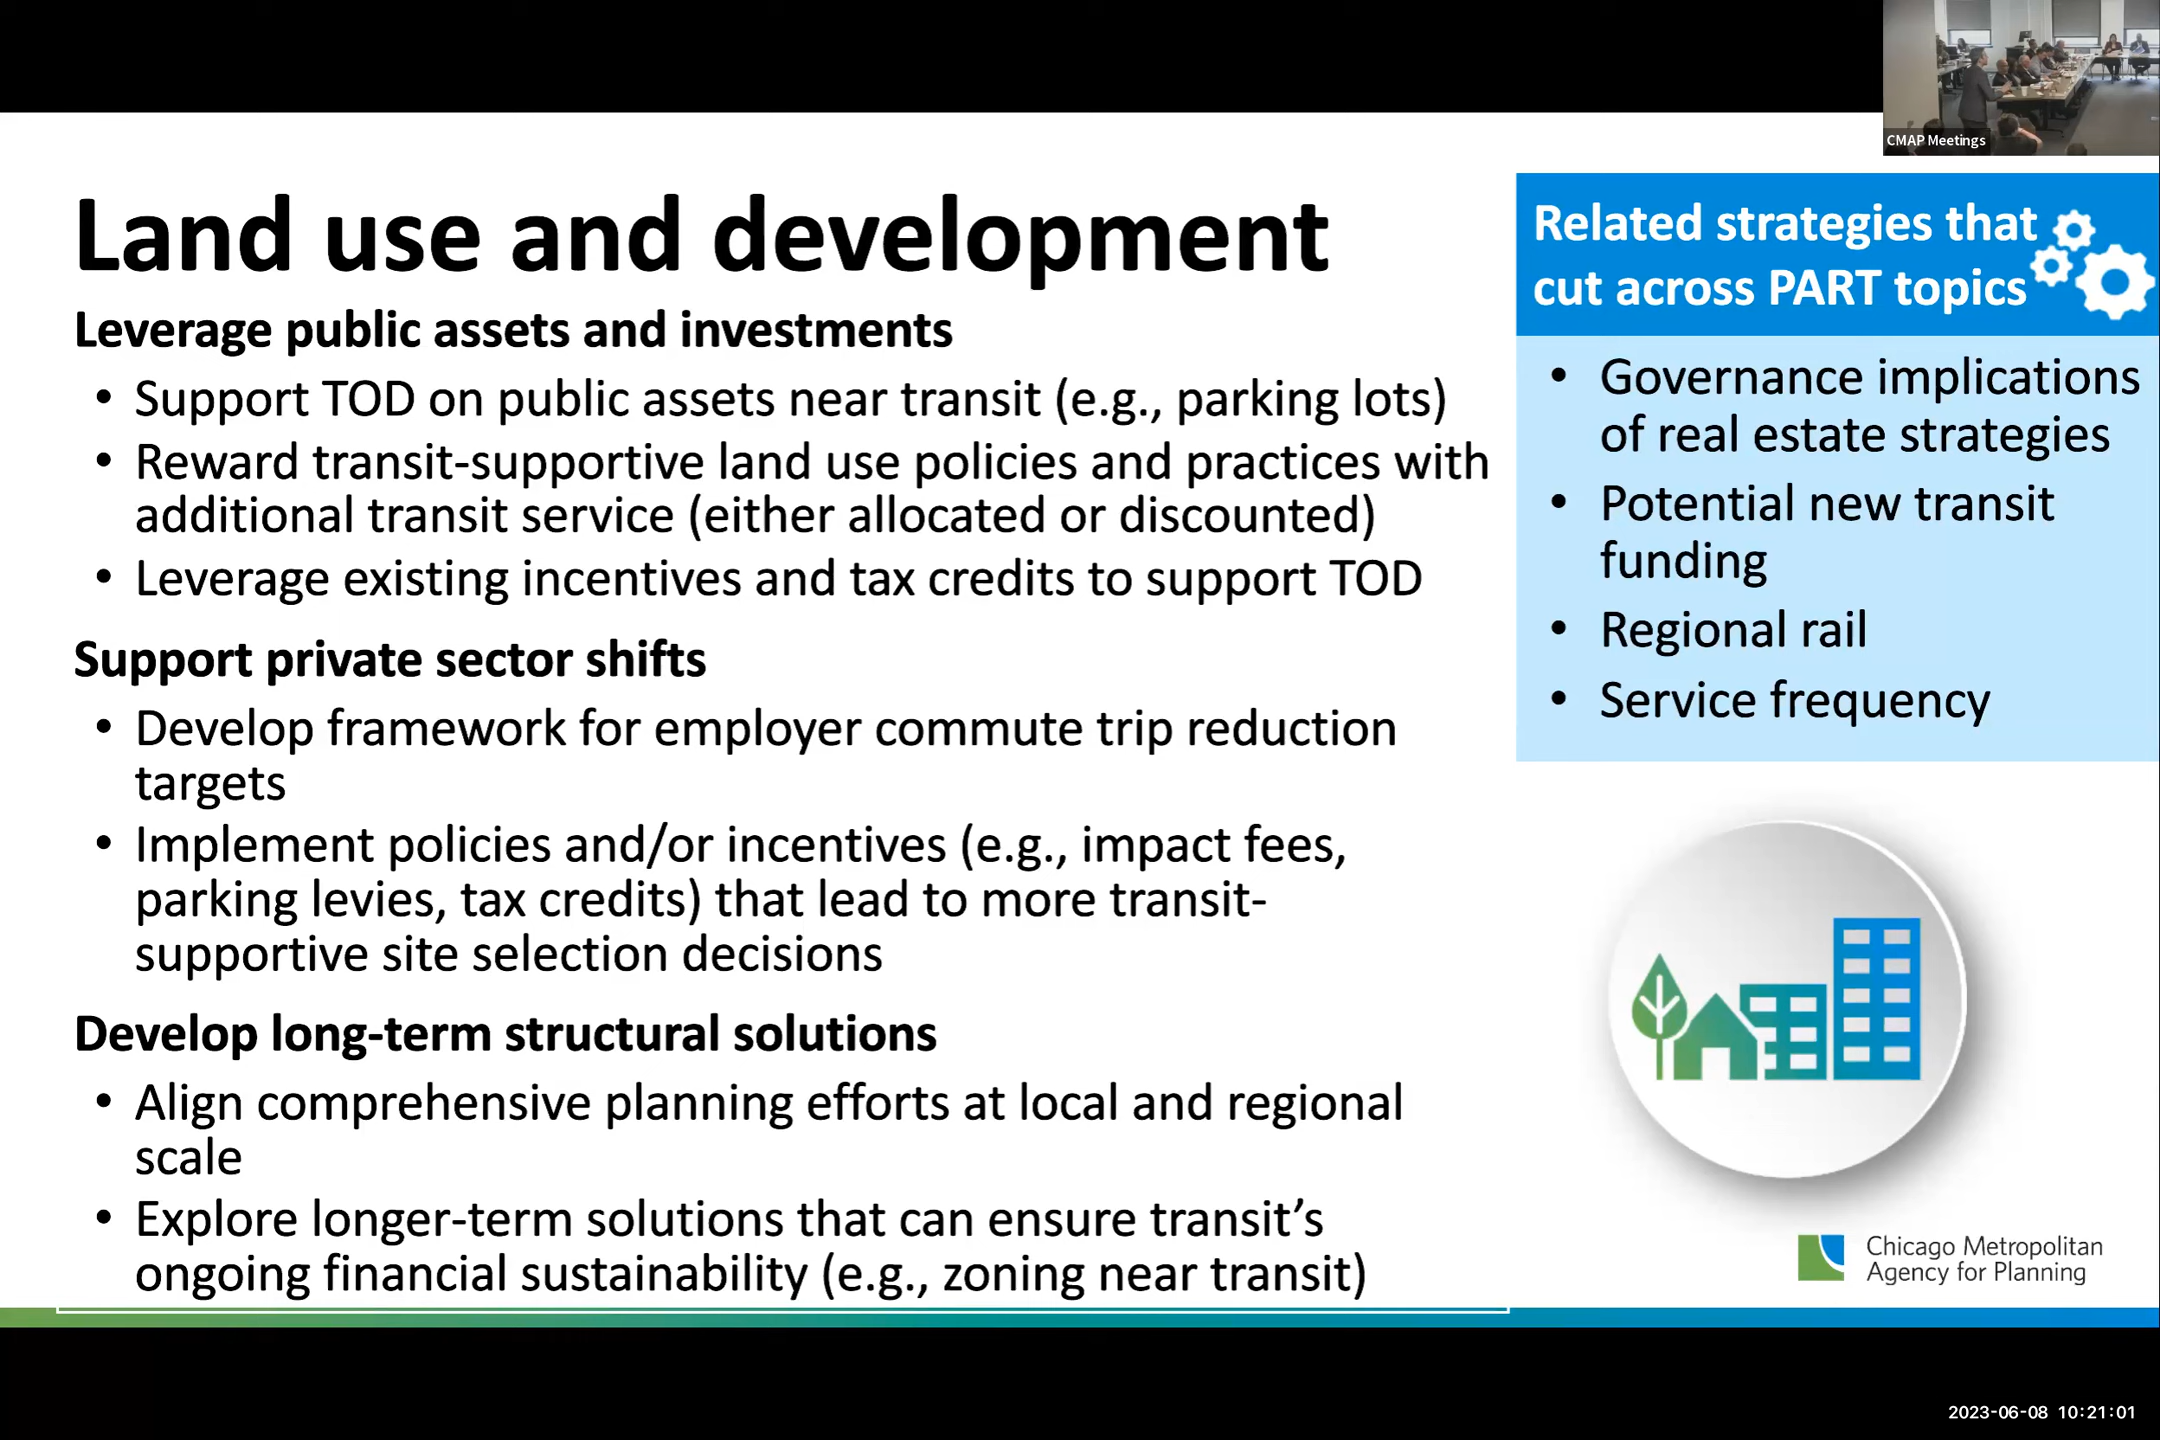 CMAP Meetings
Land use and development
Leverage public assets and investments
• Support TOD on public assets near transit (e.g., parking lots)
• Reward transit-supportive land use policies and practices with
additional transit service (either allocated or discounted)
• Leverage existing incentives and tax credits to support TOD
Support private sector shifts
• Develop framework for employer commute trip reduction
targets
• Implement policies and/or incentives (e.g., impact fees,
parking levies, tax credits) that lead to more transit-
supportive site selection decisions
Develop long-term structural solutions
• Align comprehensive planning efforts at local and regional
scale
• Explore longer-term solutions that can ensure transit’s
ongoing financial sustainability (e.g., zoning near transit)
Related strategies that
cut across PART topics
• Governance implications
of real estate strategies
• Potential new transit
funding
• Regional rail
• Service frequency
Chicago Metropolitan
Agency for Planning
2023-06-08 10:21:01